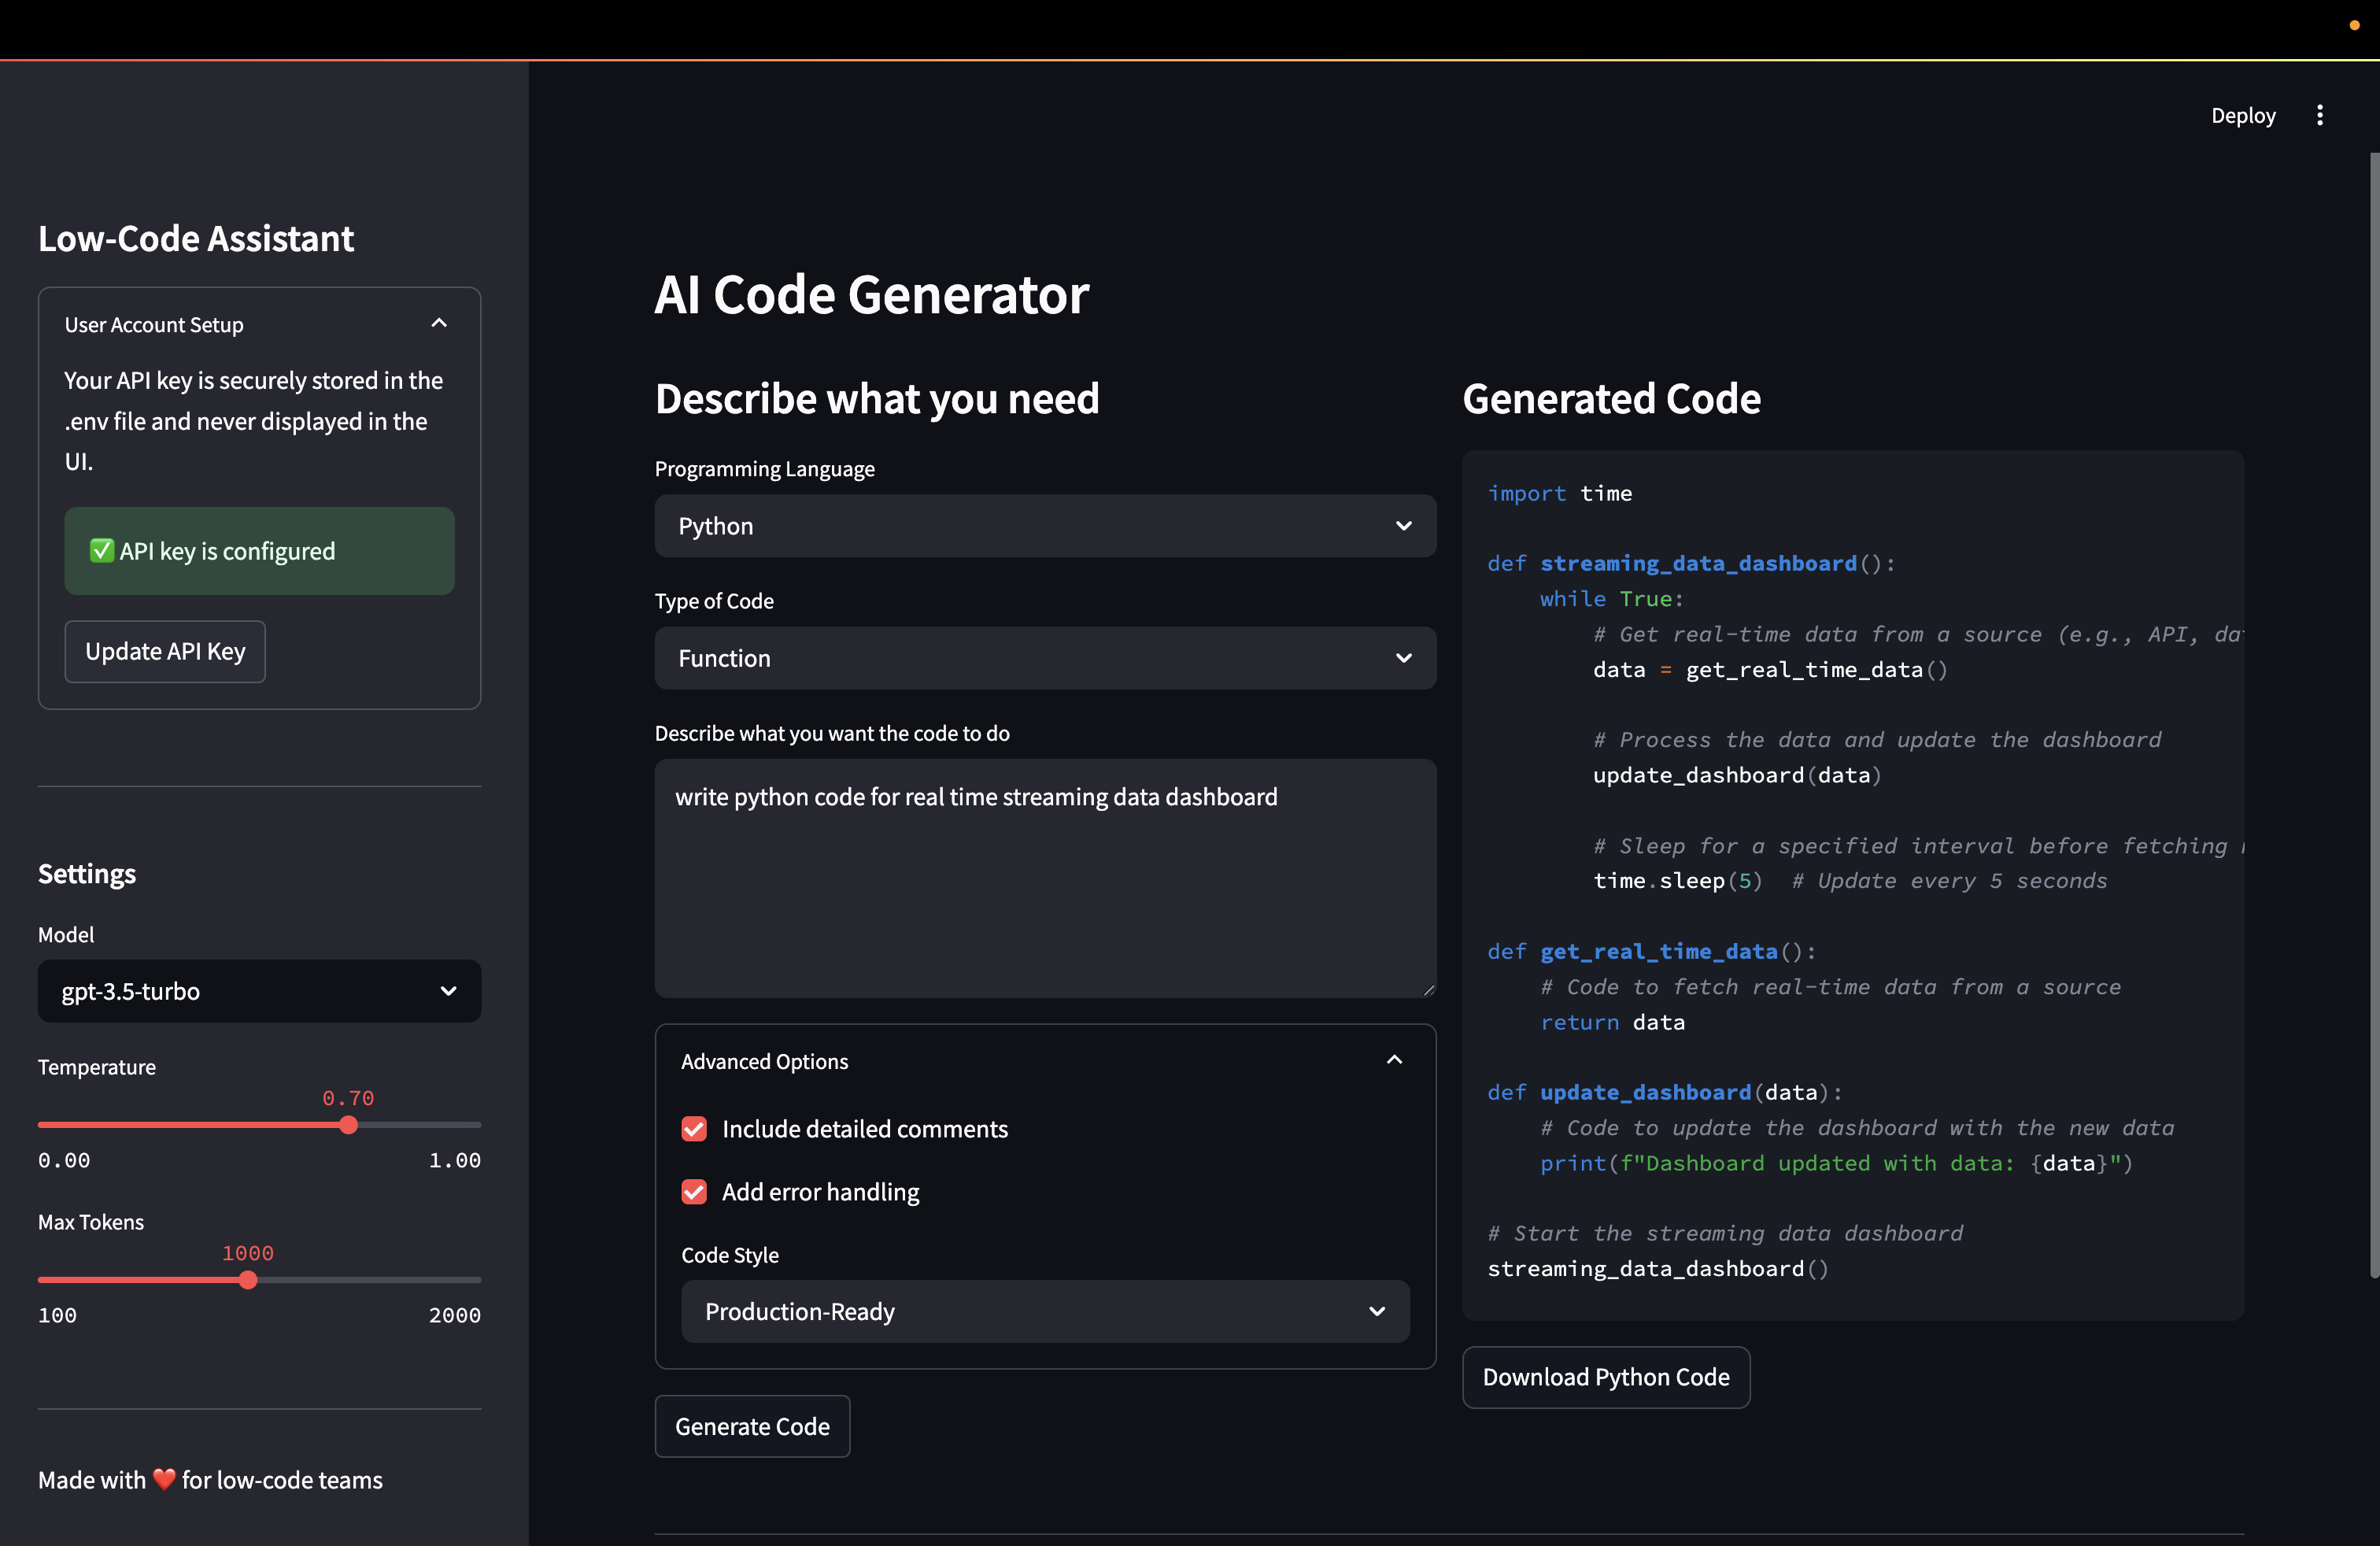 Deploy
Low-Code Assistant
User Account Setup
Your API key is securely stored in the
.env file and never displayed in the
UI.
✅ API key is configured
Update API Key
Settings
Model
gpt-3.5-turbo
Temperature
0.70
0.00 1.00
Max Tokens
1000
100 2000
Made with ❤️ for low-code teams
AI Code Generator
Describe what you need
Programming Language
Python
Type of Code
Function
Describe what you want the code to do
write python code for real time streaming data dashboard
Advanced Options
Include detailed comments
Add error handling
Code Style
Production-Ready
Generate Code
Generated Code
import time
def streaming_data_dashboard():
    while True:
        # Get real-time data from a source (e.g., API,
        data = get_real_time_data()
        # Process the data and update the dashboard
        update_dashboard(data)
        # Sleep for a specified interval before fetching
        time.sleep(5)  # Update every 5 seconds
def get_real_time_data():
    # Code to fetch real-time data from a source
    return data
def update_dashboard(data):
    # Code to update the dashboard with the new data
    print(f"Dashboard updated with data: {data}")
# Start the streaming data dashboard
streaming_data_dashboard()
Download Python Code